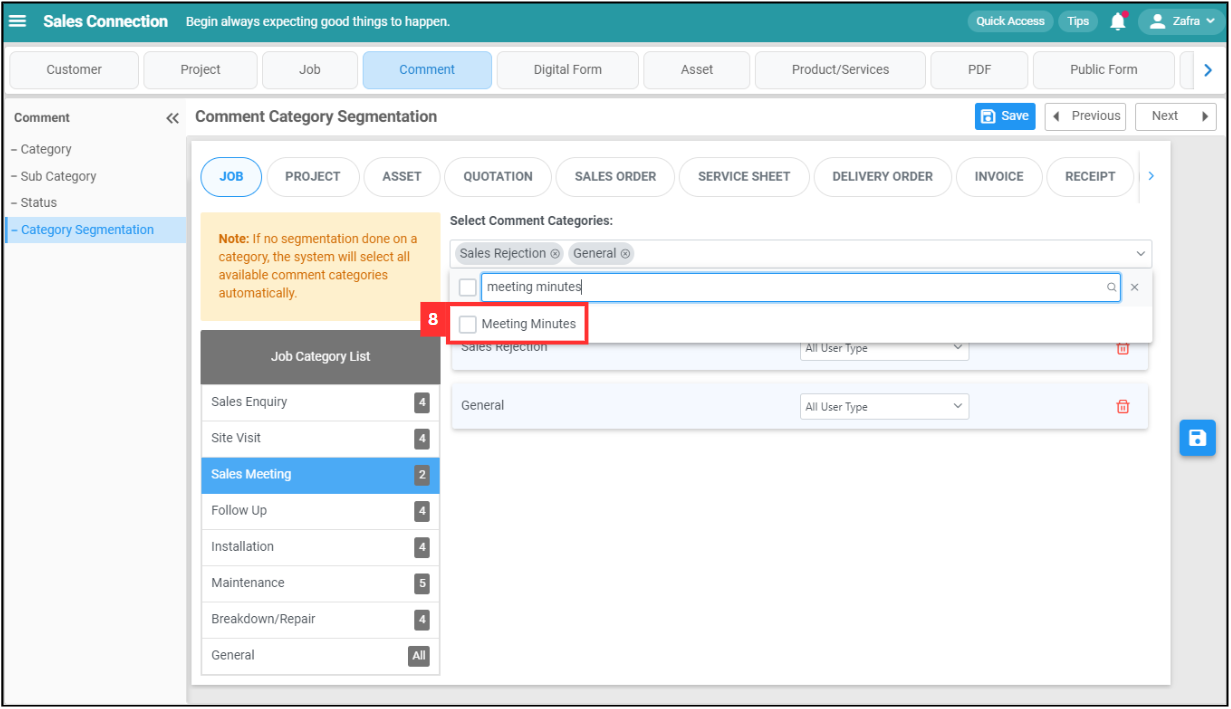 Sales Connection Begin always expecting good things to happen. Quick Access Tips Zafra
Customer Project Job Comment Digital Form Asset Product/Services PDF Public Form
Comment
– Category
– Sub Category
– Status
– Category Segmentation
Comment Category Segmentation Save Previous Next
JOB PROJECT ASSET QUOTATION SALES ORDER SERVICE SHEET DELIVERY ORDER INVOICE RECEIPT
Note: If no segmentation done on a
category, the system will select all
available comment categories
automatically.
Job Category List
Sales Enquiry 4
Site Visit 4
Sales Meeting 2
Follow Up 4
Installation 4
Maintenance 5
Breakdown/Repair 4
General All
Select Comment Categories:
Sales Rejection General
meeting minutes
8 Meeting Minutes
Sales Rejection All User Type
General All User Type